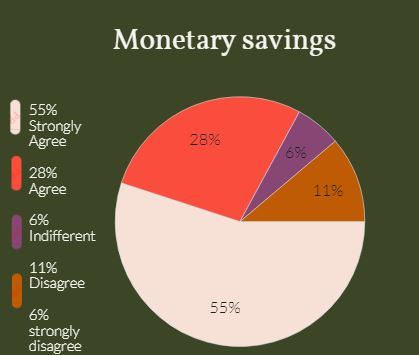 Monetary savings
55%
Strongly
Agree
28%
Agree
6%
Indifferent
11%
Disagree
6%
strongly
disagree
28%
6%
11%
55%